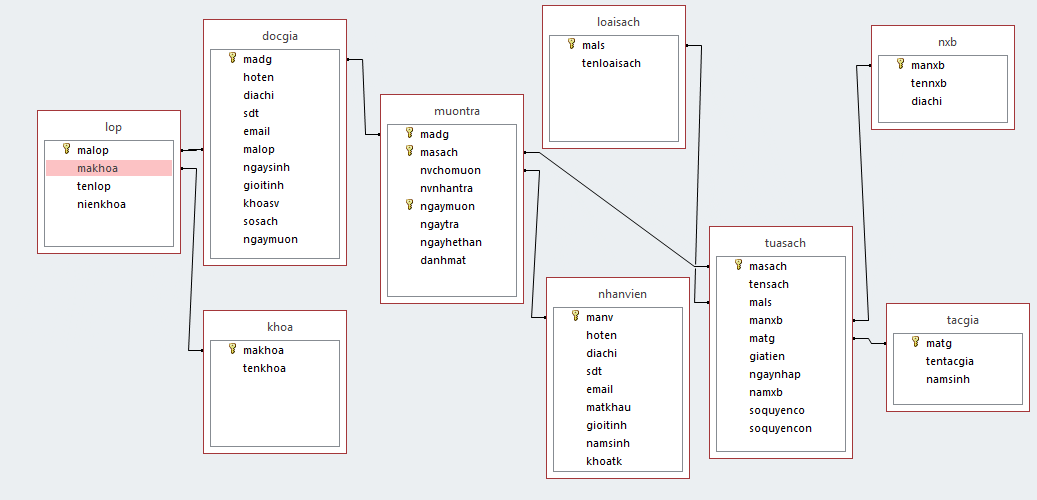 lop
malop
makhoa
tenlop
nienkhoa
docgia
madg
hoten
diachi
sdt
email
malop
ngaysinh
gioitinh
khoasv
sosach
ngaymuon
khoa
makhoa
tenkhoa
muontra
madg
masach
nvchomuon
nvnhantra
ngaymuon
ngaytra
ngayhethan
danhmat
loaisach
mals
tenloaisach
nhanvien
manv
hoten
diachi
sdt
email
matkhau
gioitinh
namsinh
khoatk
tuasach
masach
tensach
mals
manxb
matg
giatien
ngaynhap
namxb
soquyenco
soquyencon
nxb
manxb
tennxb
diachi
tacgia
matg
tentacgia
namsinh